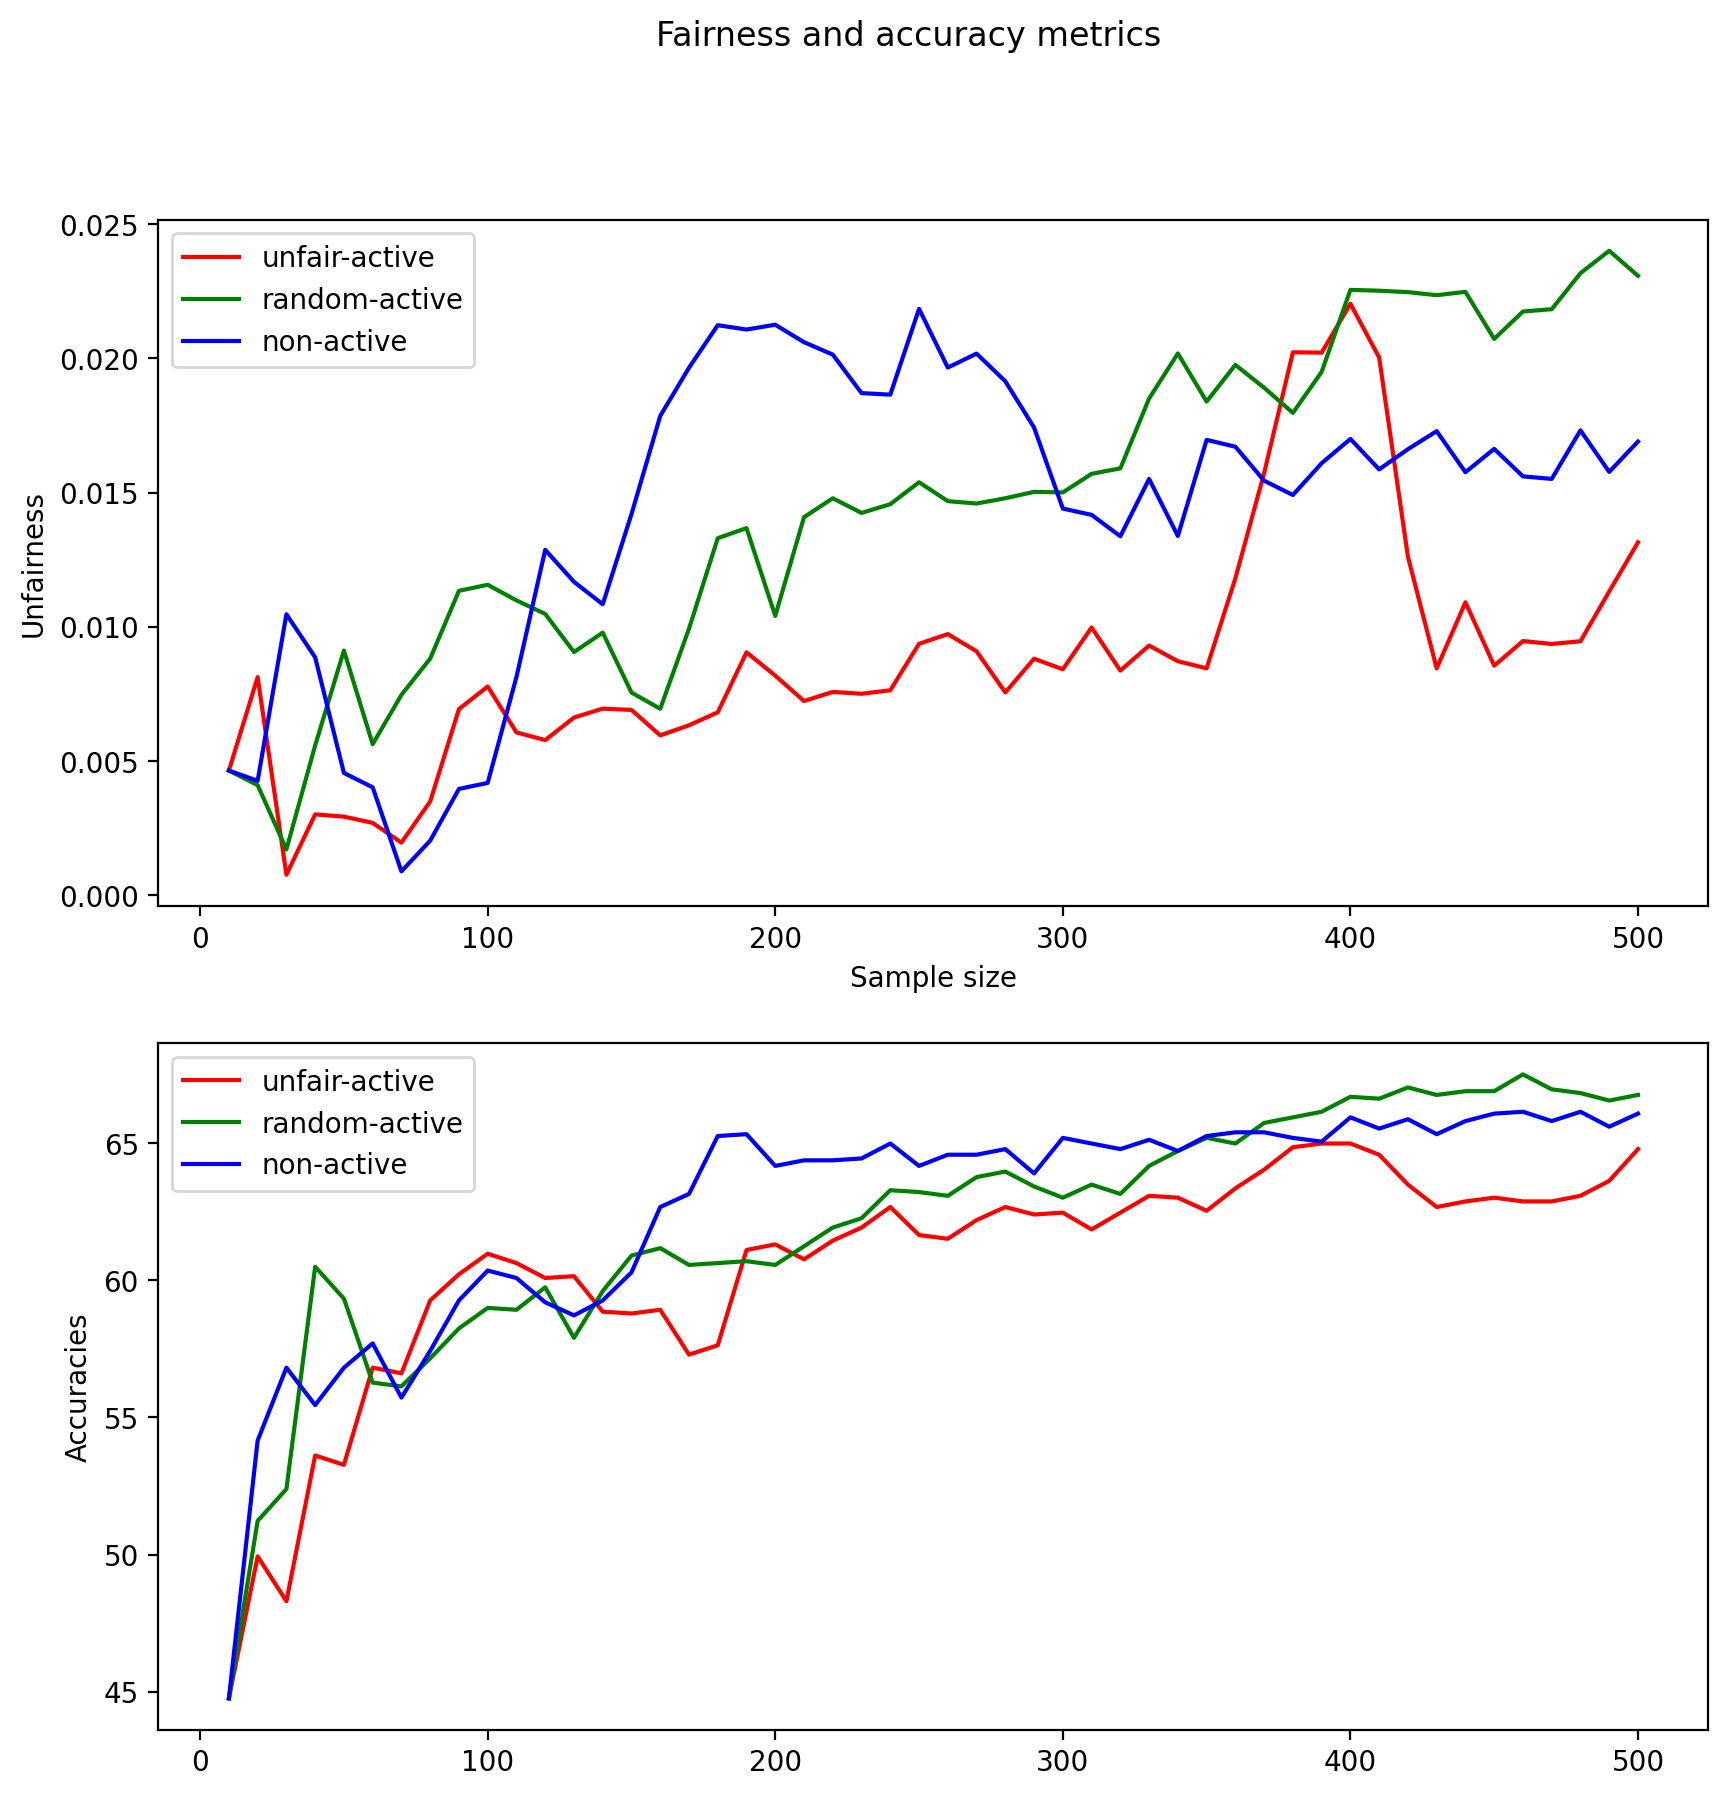 Fairness and accuracy metrics
0.025
0.020
0.015
0.010
0.005
0.000
Unfairness
unfair-active
random-active
non-active
0 100 200 300 400 500
Sample size
65
60
55
50
45
Accuracies
unfair-active
random-active
non-active
0 100 200 300 400 500